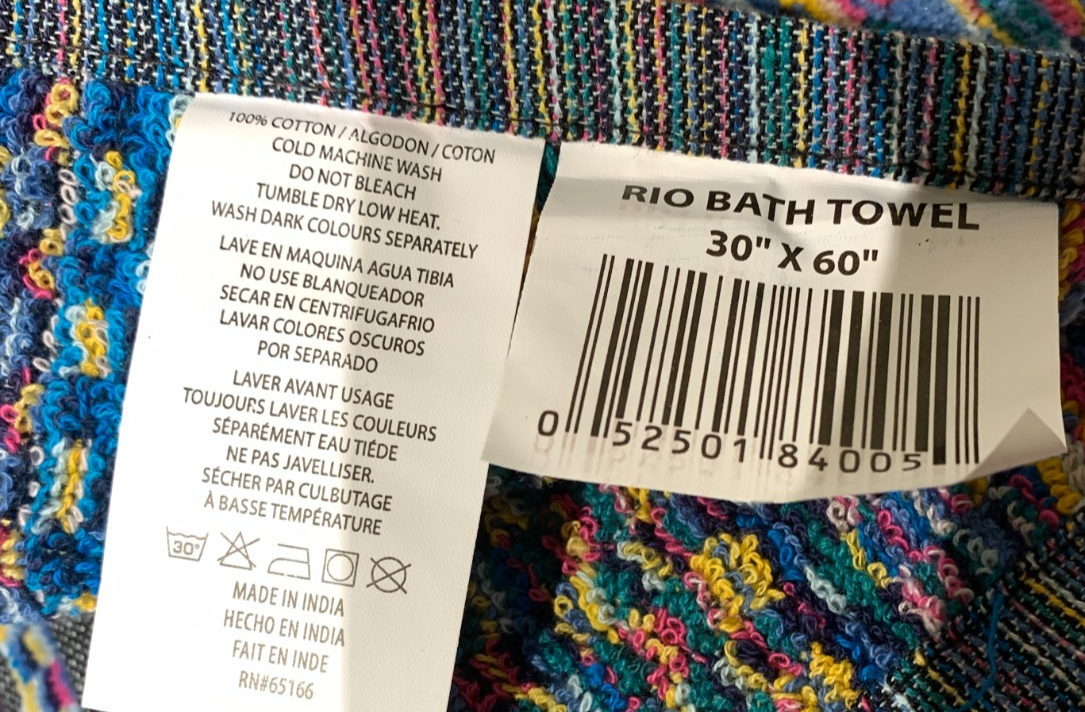 100% COTTON / ALGODON / COTON
COLD MACHINE WASH
DO NOT BLEACH
TUMBLE DRY LOW HEAT.
WASH DARK COLOURS SEPARATELY
LAVE EN MAQUINA AGUA TIBIA
NO USE BLANQUEADOR
SECAR EN CENTRIFUGAFRIO
LAVAR COLORES OSCUROS
POR SEPARADO
LAVER AVANT USAGE
TOUJOURS LAVER LES COULEURS
SÉPARÉMENT EAU TIÉDE
NE PAS JAVELLISER.
SÉCHER PAR CULBUTAGE
À BASSE TEMPÉRATURE
30°
MADE IN INDIA
HECHO EN INDIA
FAIT EN INDE
RN#65166
RIO BATH TOWEL
30" X 60"
0 52501 84005